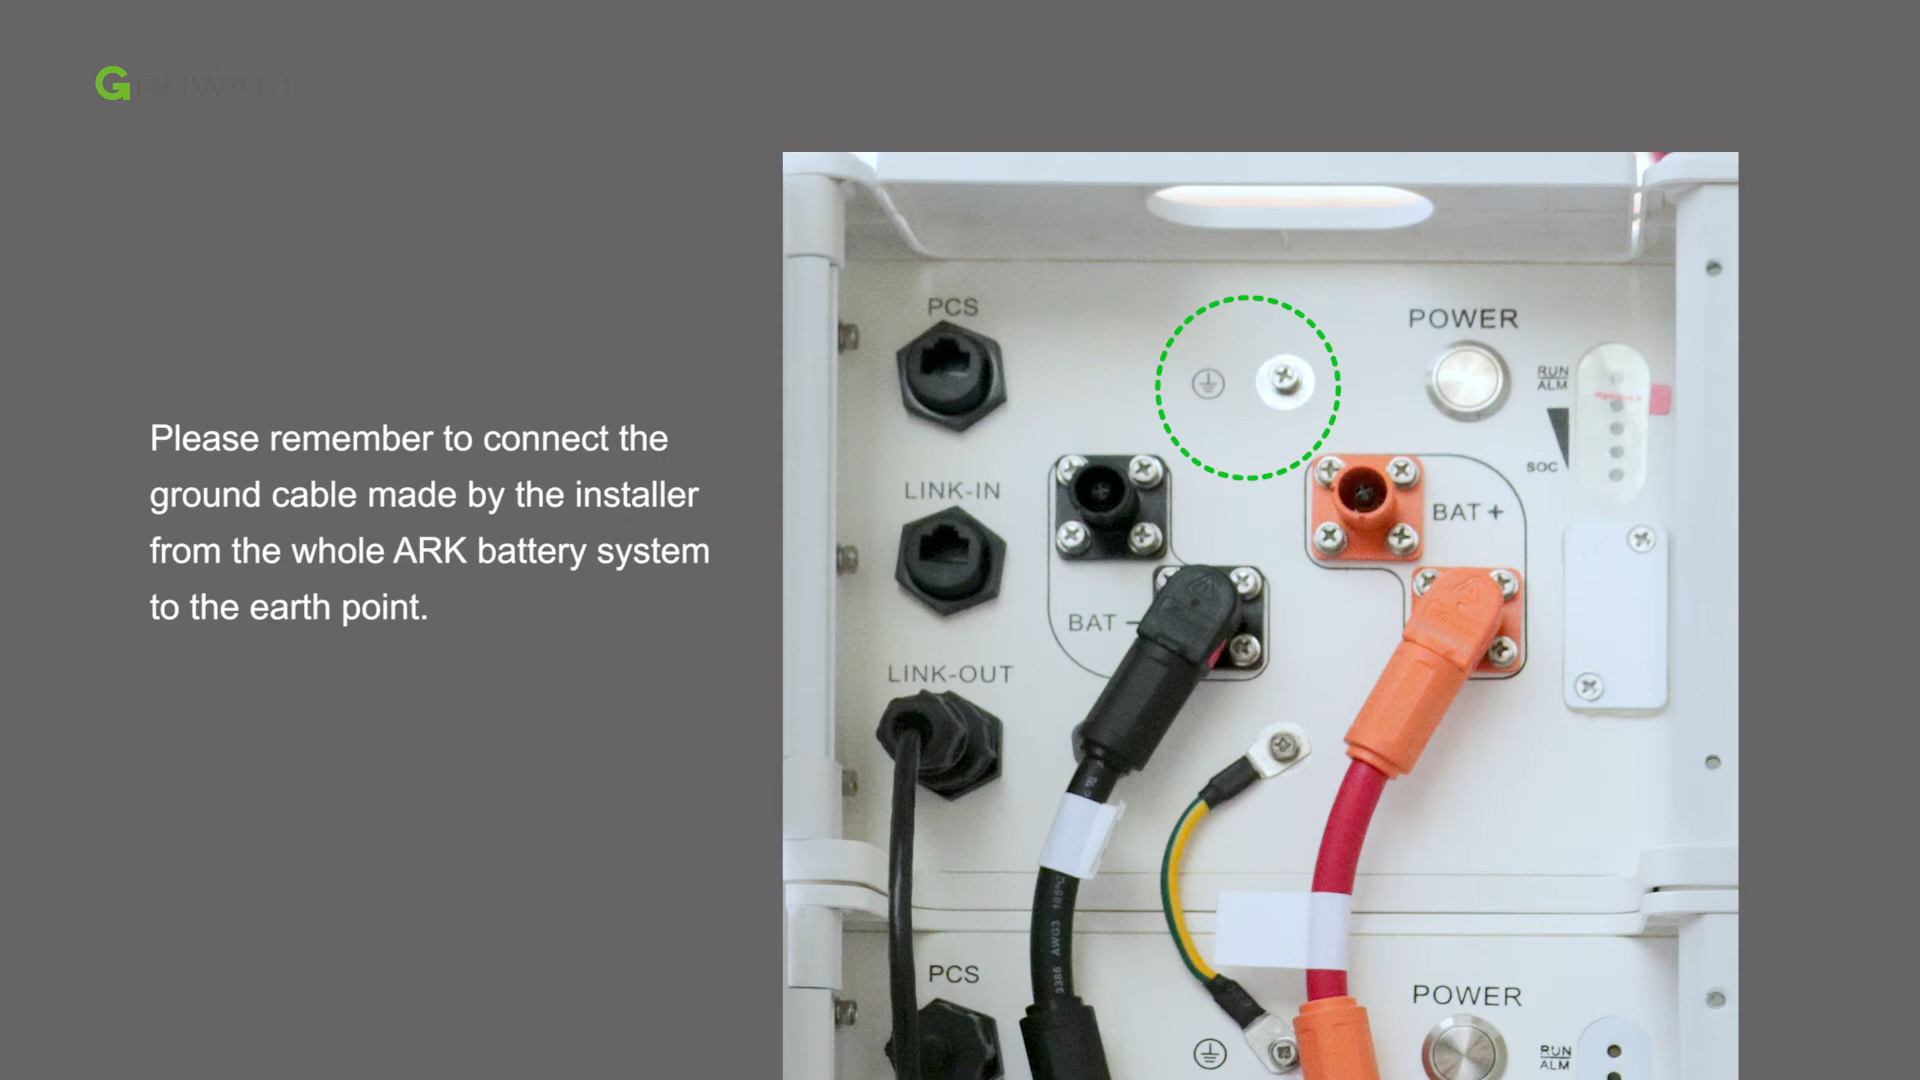 GROWATT
Please remember to connect the
ground cable made by the installer
from the whole ARK battery system
to the earth point.
PCS
POWER
RUN
ALM
SOC
LINK-IN
BAT +
BAT -
LINK-OUT
3386 AWG3 105°C
PCS
POWER
RUN
ALM